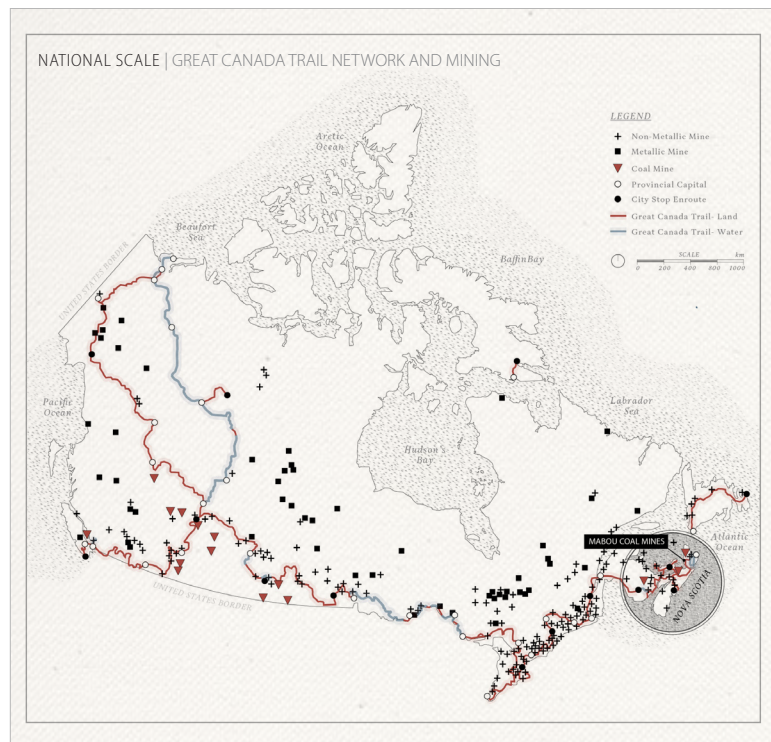 NATIONAL SCALE | GREAT CANADA TRAIL NETWORK AND MINING
LEGEND
Non-Metallic Mine
Metallic Mine
Coal Mine
Provincial Capital
City Stop Enroute
Great Canada Trail- Land
Great Canada Trail- Water
SCALE km
0 200 400 600 800 1000
Arctic
Ocean
Beaufort
Sea
BaffinBay
UNITED STATES BORDER
Pacific
Ocean
Labrador
Sea
Hudson's
Bay
MABOU COAL MINES
Atlantic
Ocean
NOVA SCOTIA
UNITED STATES BORDER